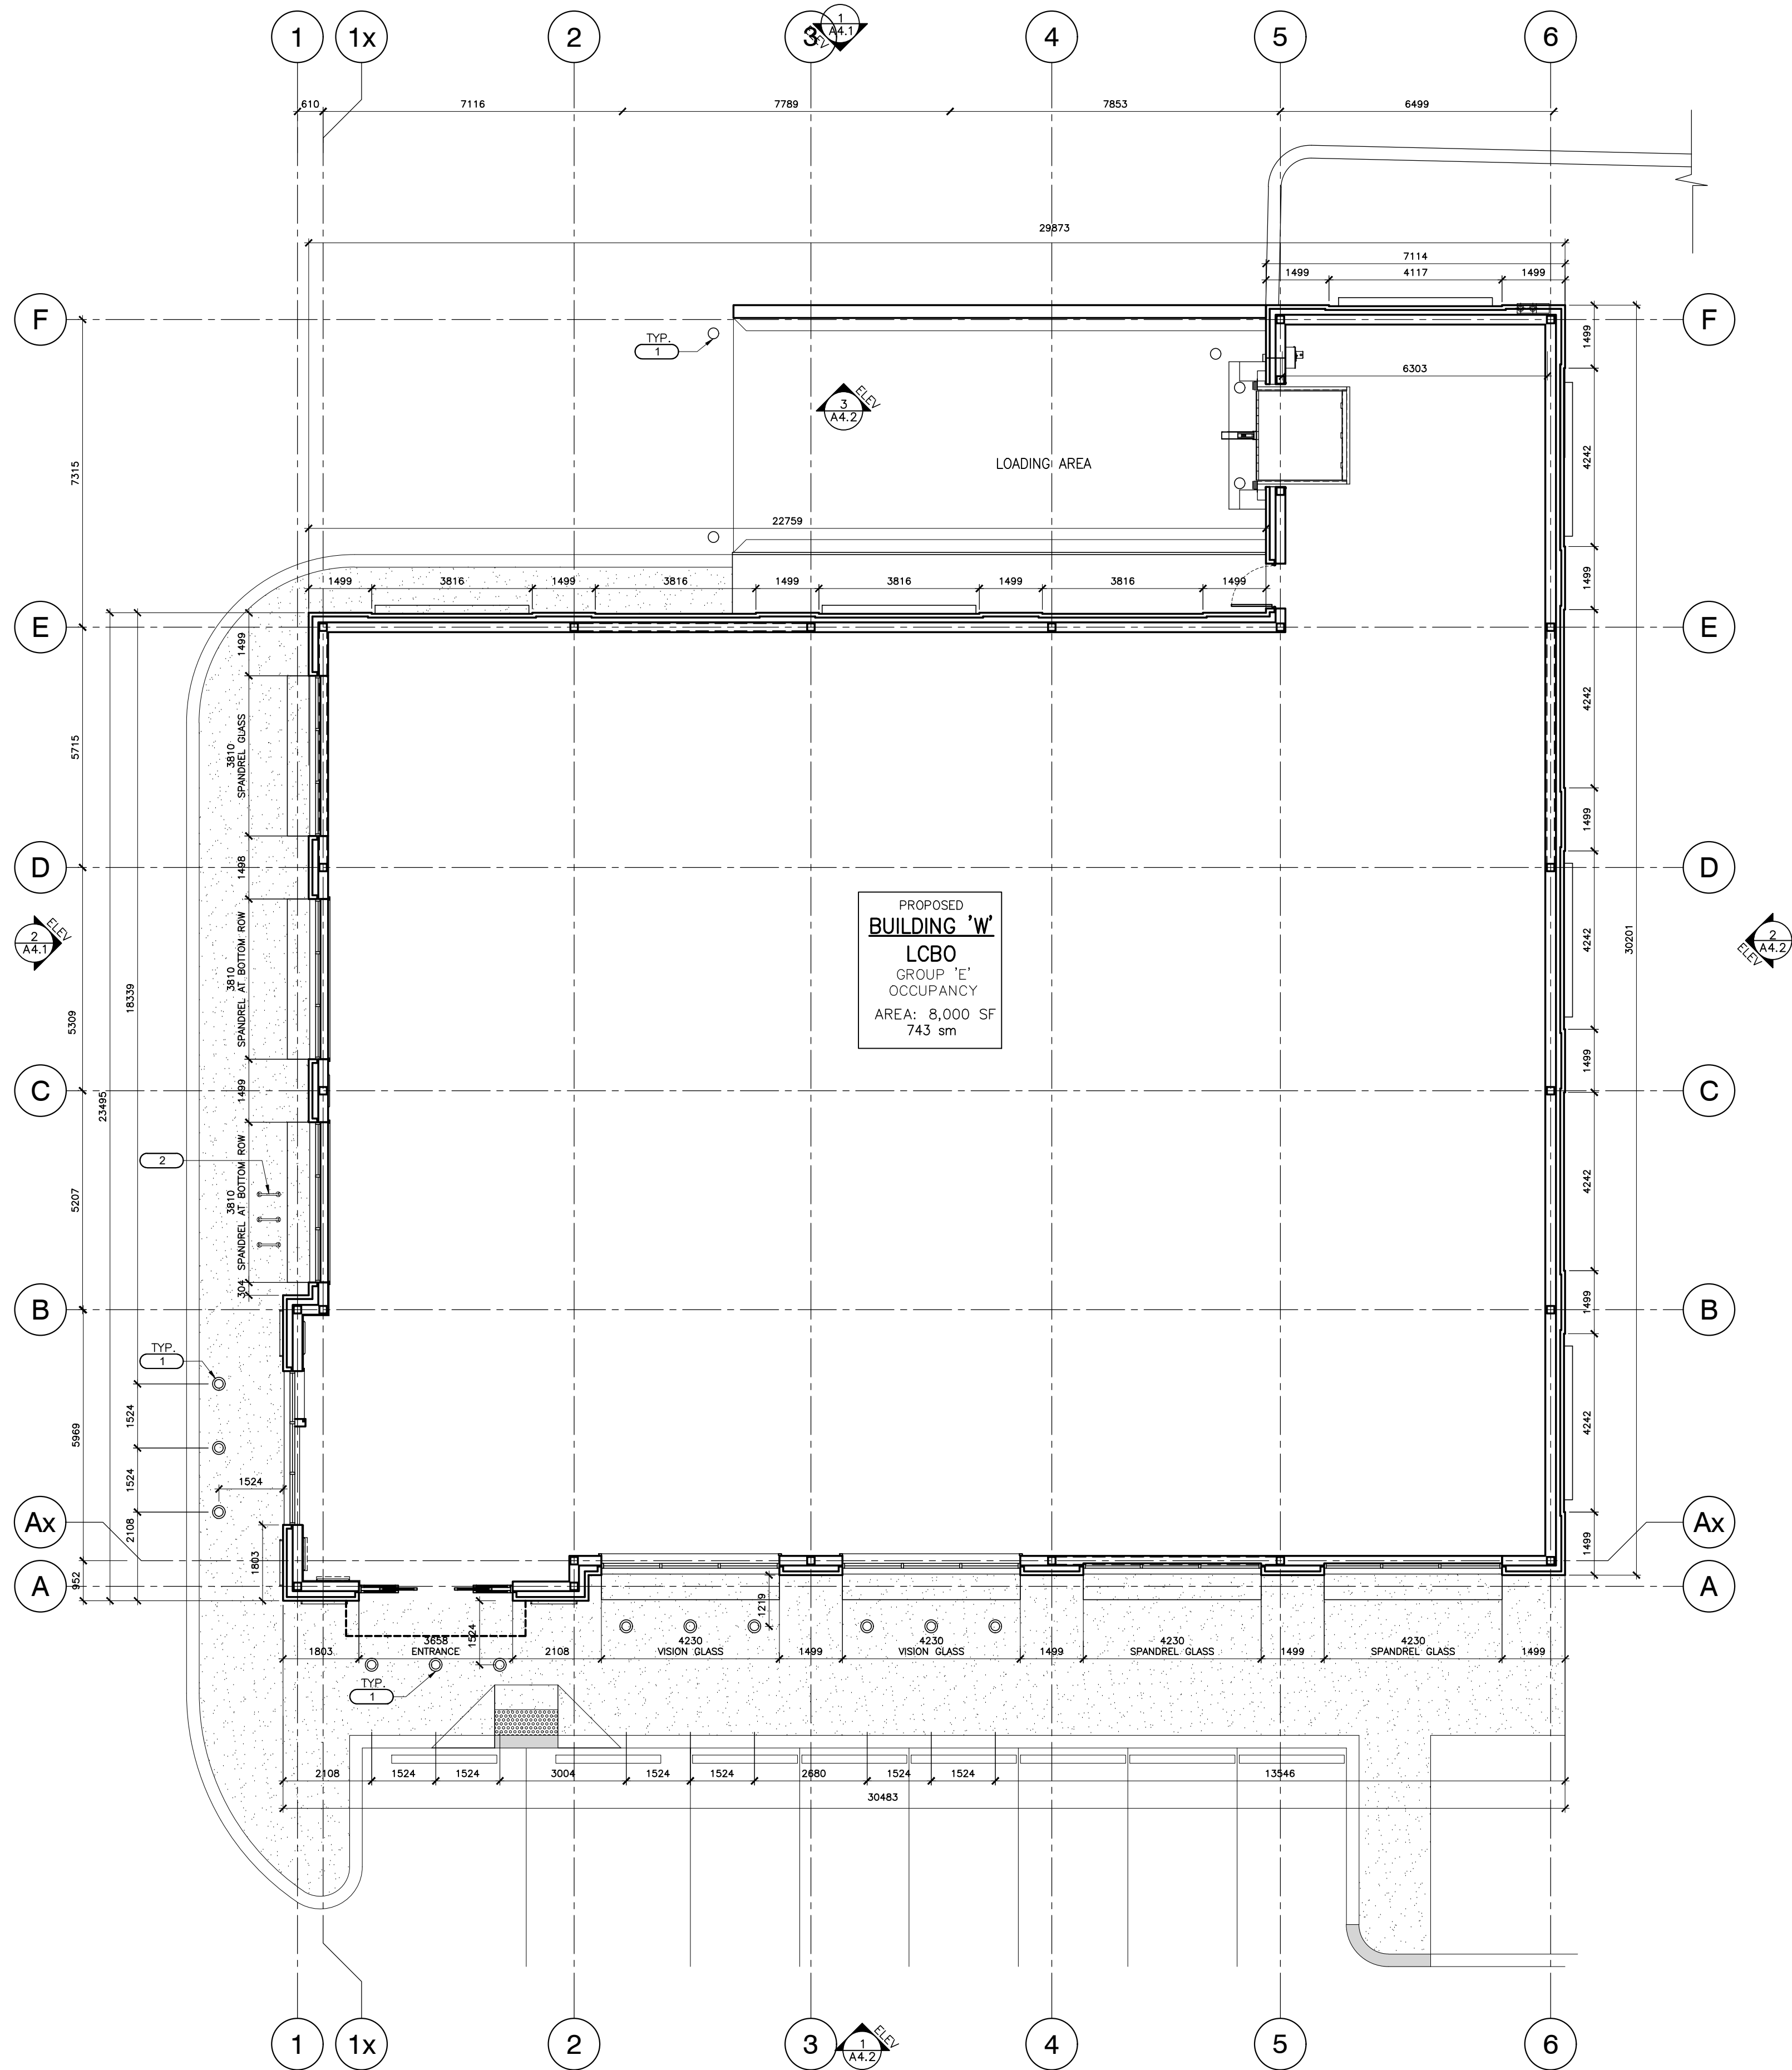 1
1x
2
3
1
A4.1
ELEV
4
5
6
610
7116
7789
7853
6499
29873
7114
1499
4117
1499
F
F
TYP.
1
3
A4.2
ELEV
LOADING AREA
6303
1499
4242
7315
22759
1499
3816
1499
3816
1499
3816
1499
3816
1499
1499
E
E
1499
3810
SPANDREL GLASS
4242
5715
1499
D
D
1498
PROPOSED
BUILDING 'W'
LCBO
GROUP 'E'
OCCUPANCY
AREA: 8,000 SF
743 sm
2
A4.1
ELEV
2
A4.2
ELEV
3810
SPANDREL AT BOTTOM ROW
4242
30201
18339
5309
1499
C
C
1499
23495
2
3810
SPANDREL AT BOTTOM ROW
4242
5207
304
1499
B
B
TYP.
1
1524
5969
4242
1524
1524
Ax
Ax
2108
1803
1499
952
A
A
1219
1524
1803
3658
ENTRANCE
2108
4230
VISION GLASS
1499
4230
VISION GLASS
1499
4230
SPANDREL GLASS
1499
4230
SPANDREL GLASS
1499
TYP.
1
2108
1524
1524
3004
1524
1524
2680
1524
1524
13546
30483
1
1x
2
3
1
A4.2
ELEV
4
5
6